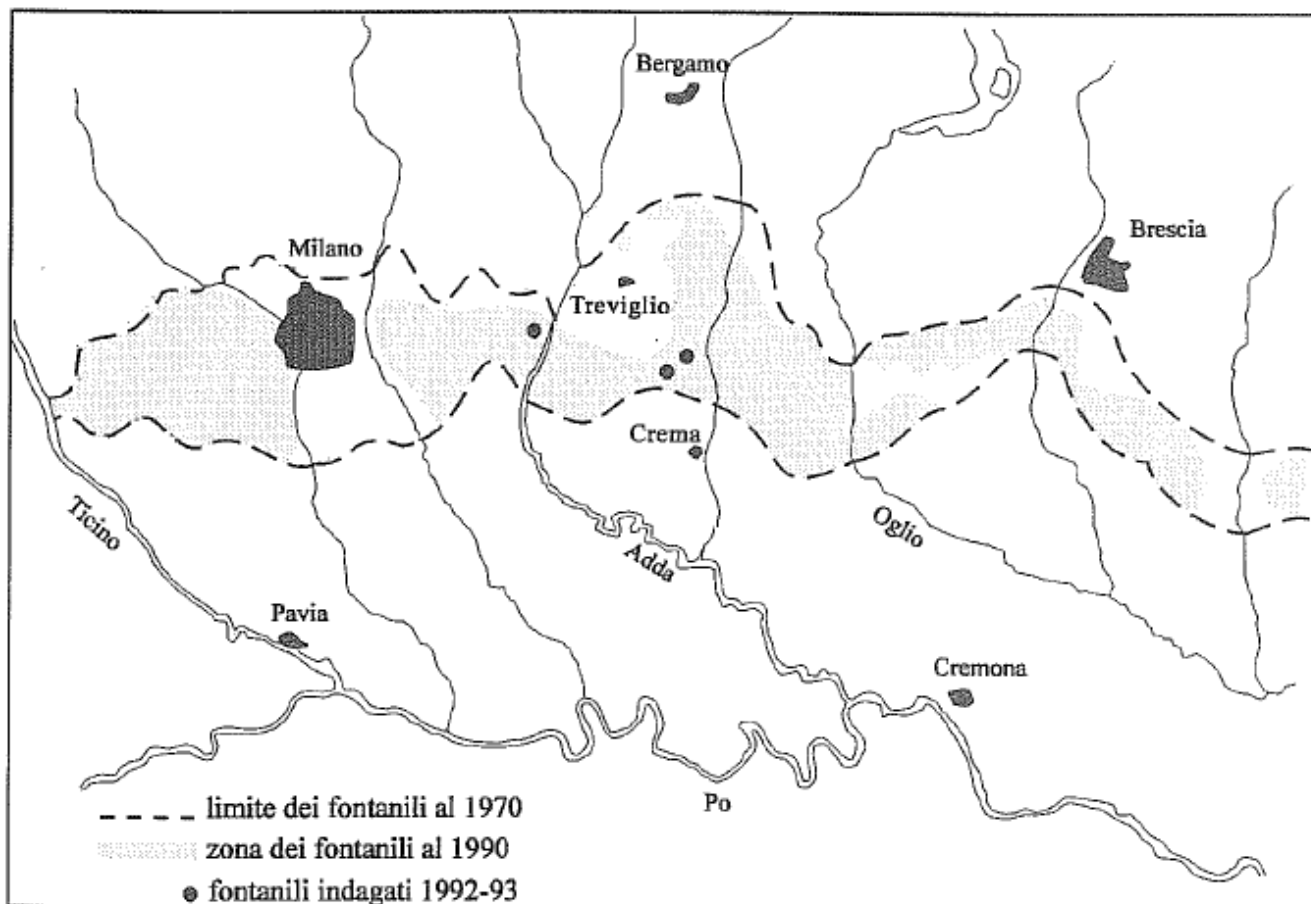 Bergamo
Milano
Brescia
Treviglio
Crema
Ticino
Adda
Oglio
Pavia
Cremona
Po
limite dei fontanili al 1970
zona dei fontanili al 1990
fontanili indagati 1992-93